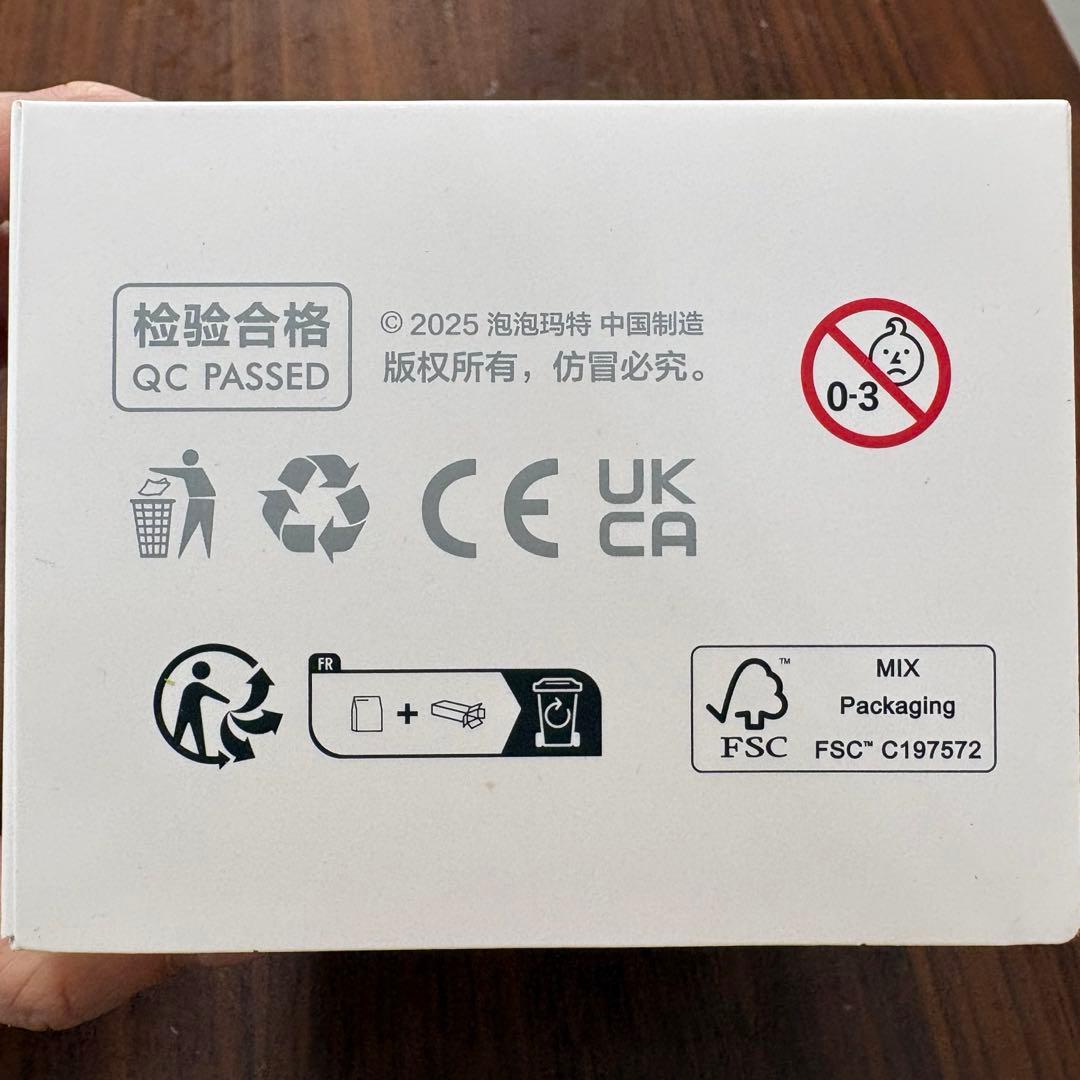 检验合格
QC PASSED
© 2025 泡泡玛特 中国制造
版权所有，仿冒必究。
0-3
CE
UK
CA
FR
+
FSC
MIX
Packaging
FSC™ C197572